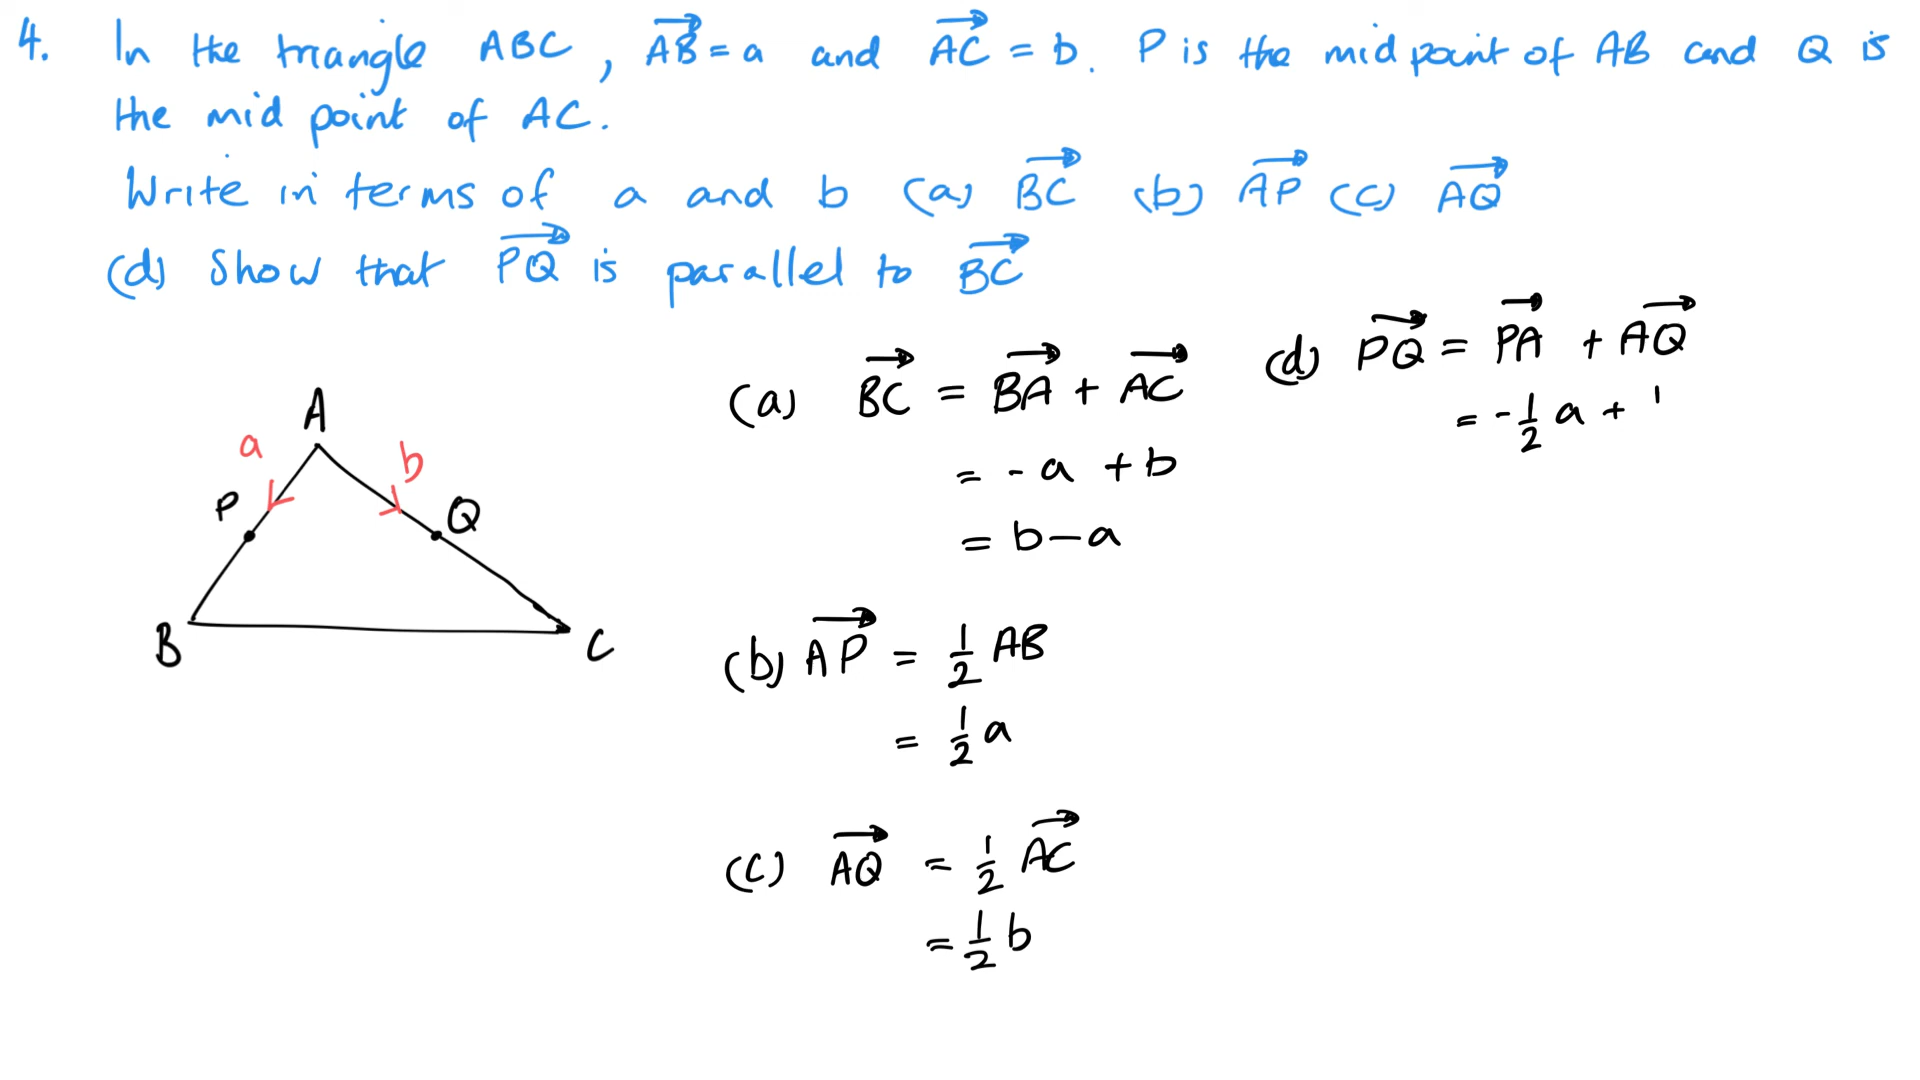 4. In the triangle ABC, AB⃗ = a and AC⃗ = b. P is the mid point of AB and Q is
the mid point of AC.
Write in terms of a and b (a) BC⃗ (b) AP⃗ (c) AQ⃗
(d) Show that PQ⃗ is parallel to BC⃗
A
a
b
P
Q
B
C
(a) BC⃗ = BA⃗ + AC⃗
= -a + b
= b - a
(b) AP⃗ = 1/2 AB
= 1/2 a
(c) AQ⃗ = 1/2 AC⃗
= 1/2 b
(d) PQ⃗ = PA⃗ + AQ⃗
= -1/2 a +